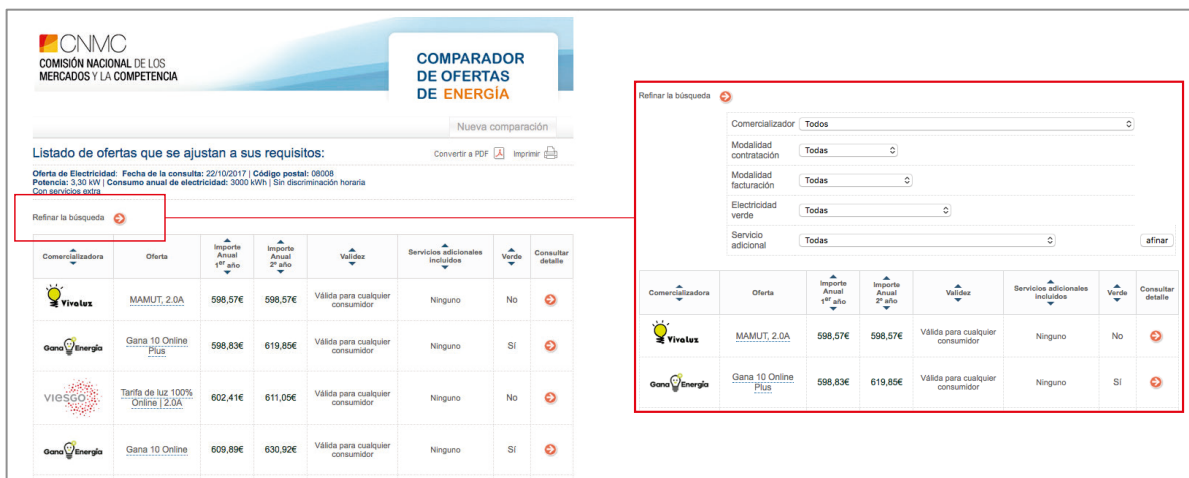 CNMC
COMISIÓN NACIONAL DE LOS
MERCADOS Y LA COMPETENCIA
COMPARADOR
DE OFERTAS
DE ENERGÍA
Nueva comparación
Listado de ofertas que se ajustan a sus requisitos:
Convertir a PDF Imprimir
Oferta de Electricidad: Fecha de la consulta: 22/10/2017 | Código postal: 08008
Potencia: 3,30 kW | Consumo anual de electricidad: 3000 kWh | Sin discriminación horaria
Con servicios extra
Refinar la búsqueda
Comercializadora Oferta Importe Anual 1er año Importe Anual 2º año Validez Servicios adicionales incluidos Verde Consultar detalle
Vivaluz MAMUT, 2.0A 598,57€ 598,57€ Válida para cualquier consumidor Ninguno No
Gana Energía Gana 10 Online Plus 598,83€ 619,85€ Válida para cualquier consumidor Ninguno Sí
viesgo Tarifa de luz 100% Online | 2.0A 602,41€ 611,05€ Válida para cualquier consumidor Ninguno No
Gana Energía Gana 10 Online 609,89€ 630,92€ Válida para cualquier consumidor Ninguno Sí
Refinar la búsqueda
Comercializador Todos
Modalidad contratación Todas
Modalidad facturación Todas
Electricidad verde Todas
Servicio adicional Todas afinar
Comercializadora Oferta Importe Anual 1er año Importe Anual 2º año Validez Servicios adicionales incluidos Verde Consultar detalle
Vivaluz MAMUT, 2.0A 598,57€ 598,57€ Válida para cualquier consumidor Ninguno No
Gana Energía Gana 10 Online Plus 598,83€ 619,85€ Válida para cualquier consumidor Ninguno Sí